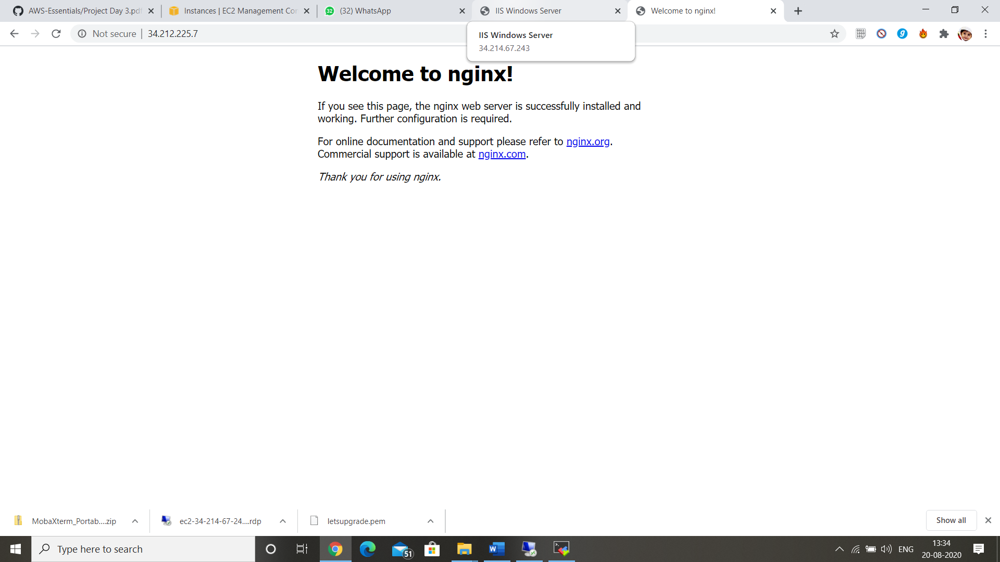 AWS-Essentials/Project Day 3.pdf
Instances | EC2 Management Con
32
(32) WhatsApp
IIS Windows Server
Welcome to nginx!
Not secure
34.212.225.7
0011
1000
101
g
IIS Windows Server
34.214.67.243
Welcome to nginx!
If you see this page, the nginx web server is successfully installed and
working. Further configuration is required.
For online documentation and support please refer to nginx.org.
Commercial support is available at nginx.com.
Thank you for using nginx.
MobaXterm_Portab....zip
ec2-34-214-67-24....rdp
letsupgrade.pem
Show all
Type here to search
51
W
ENG
13:34
20-08-2020